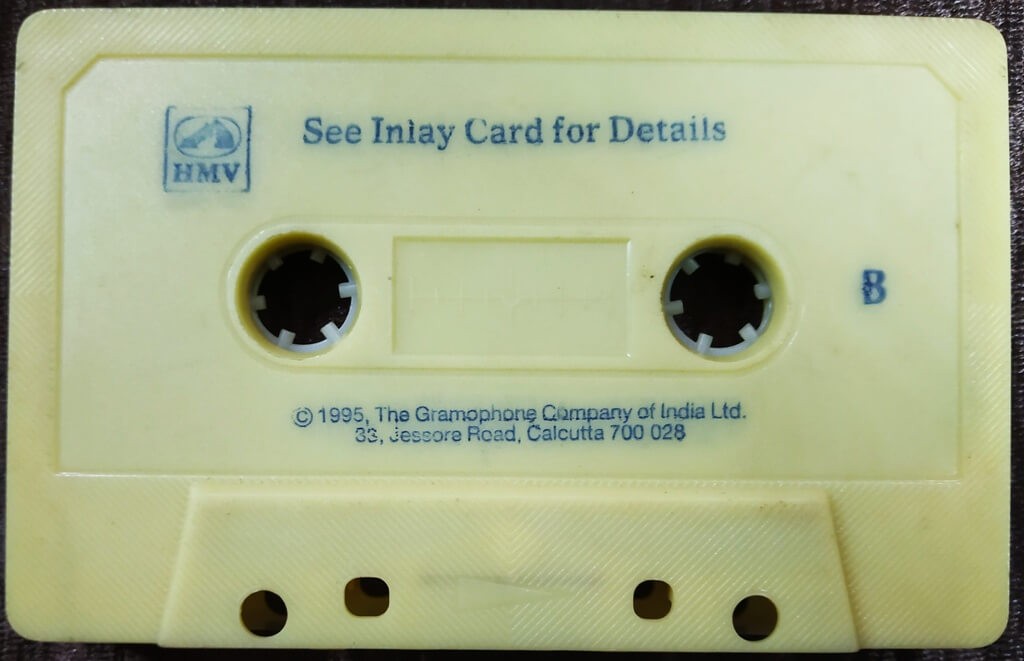 HMV
See Inlay Card for Details
B
© 1995, The Gramophone Company of India Ltd.
33, Jessore Road, Calcutta 700 028